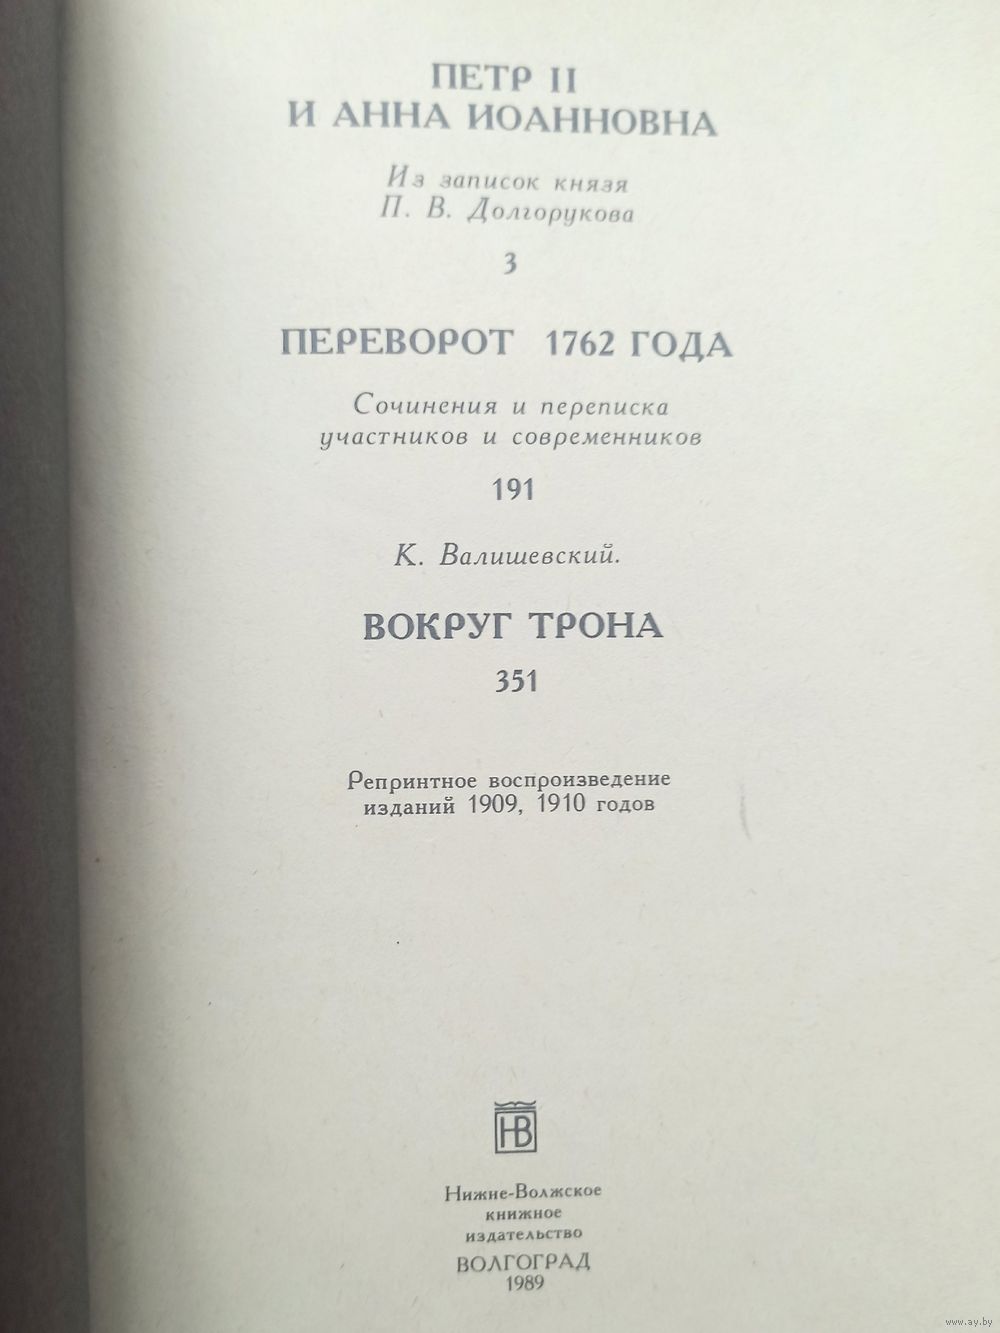 ПЕТР II
И АННА ИОАННОВНА
Из записок князя
П. В. Долгорукова
3
ПЕРЕВОРОТ 1762 ГОДА
Сочинения и переписка
участников и современников
191
К. Валишевский.
ВОКРУГ ТРОНА
351
Репринтное воспроизведение
изданий 1909, 1910 годов
НВ
Нижне-Волжское
книжное
издательство
ВОЛГОГРАД
1989
www.ay.by